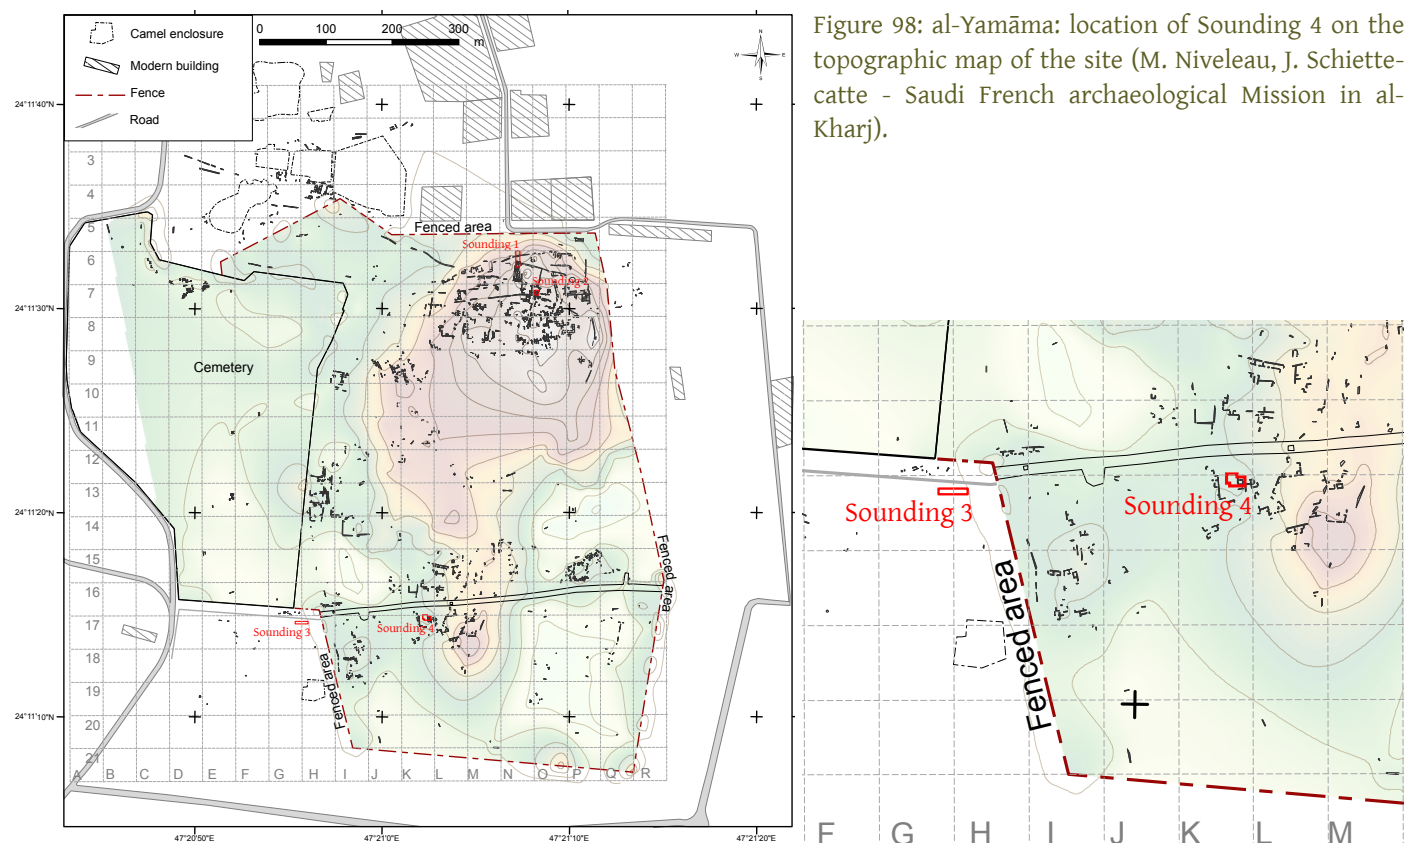 Camel enclosure
Modern building
Fence
Road
0 100 200 300
m
N
W E
S
Figure 98: al-Yamāma: location of Sounding 4 on the
topographic map of the site (M. Niveleau, J. Schiette-
catte - Saudi French archaeological Mission in al-
Kharj).
24°11'40"N
24°11'30"N
24°11'20"N
24°11'10"N
3
4
5
6
7
8
9
10
11
12
13
14
15
16
17
18
19
20
21
Fenced area
Sounding 1
Cemetery
Fenced area
Sounding 3
Sounding 4
Fenced area
A B C D E F G H I J K L M N O P Q R
47°20'50"E 47°21'0"E 47°21'10"E 47°21'20"E
Sounding 3
Sounding 4
Fenced area
F G H I J K L M